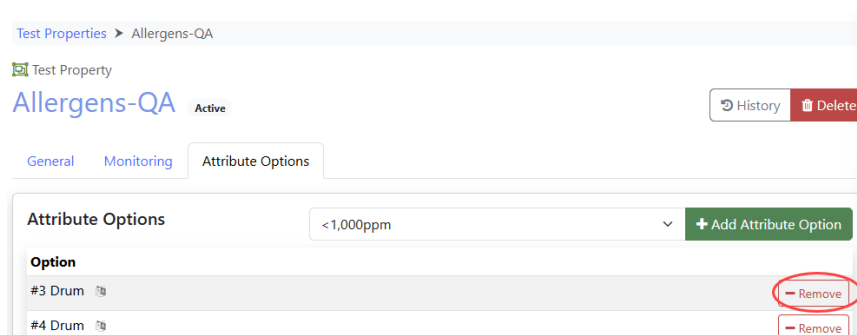 Test Properties ➤ Allergens-QA
Test Property
Allergens-QA Active
History Delete
General Monitoring Attribute Options
Attribute Options <1,000ppm + Add Attribute Option
Option
#3 Drum − Remove
#4 Drum − Remove